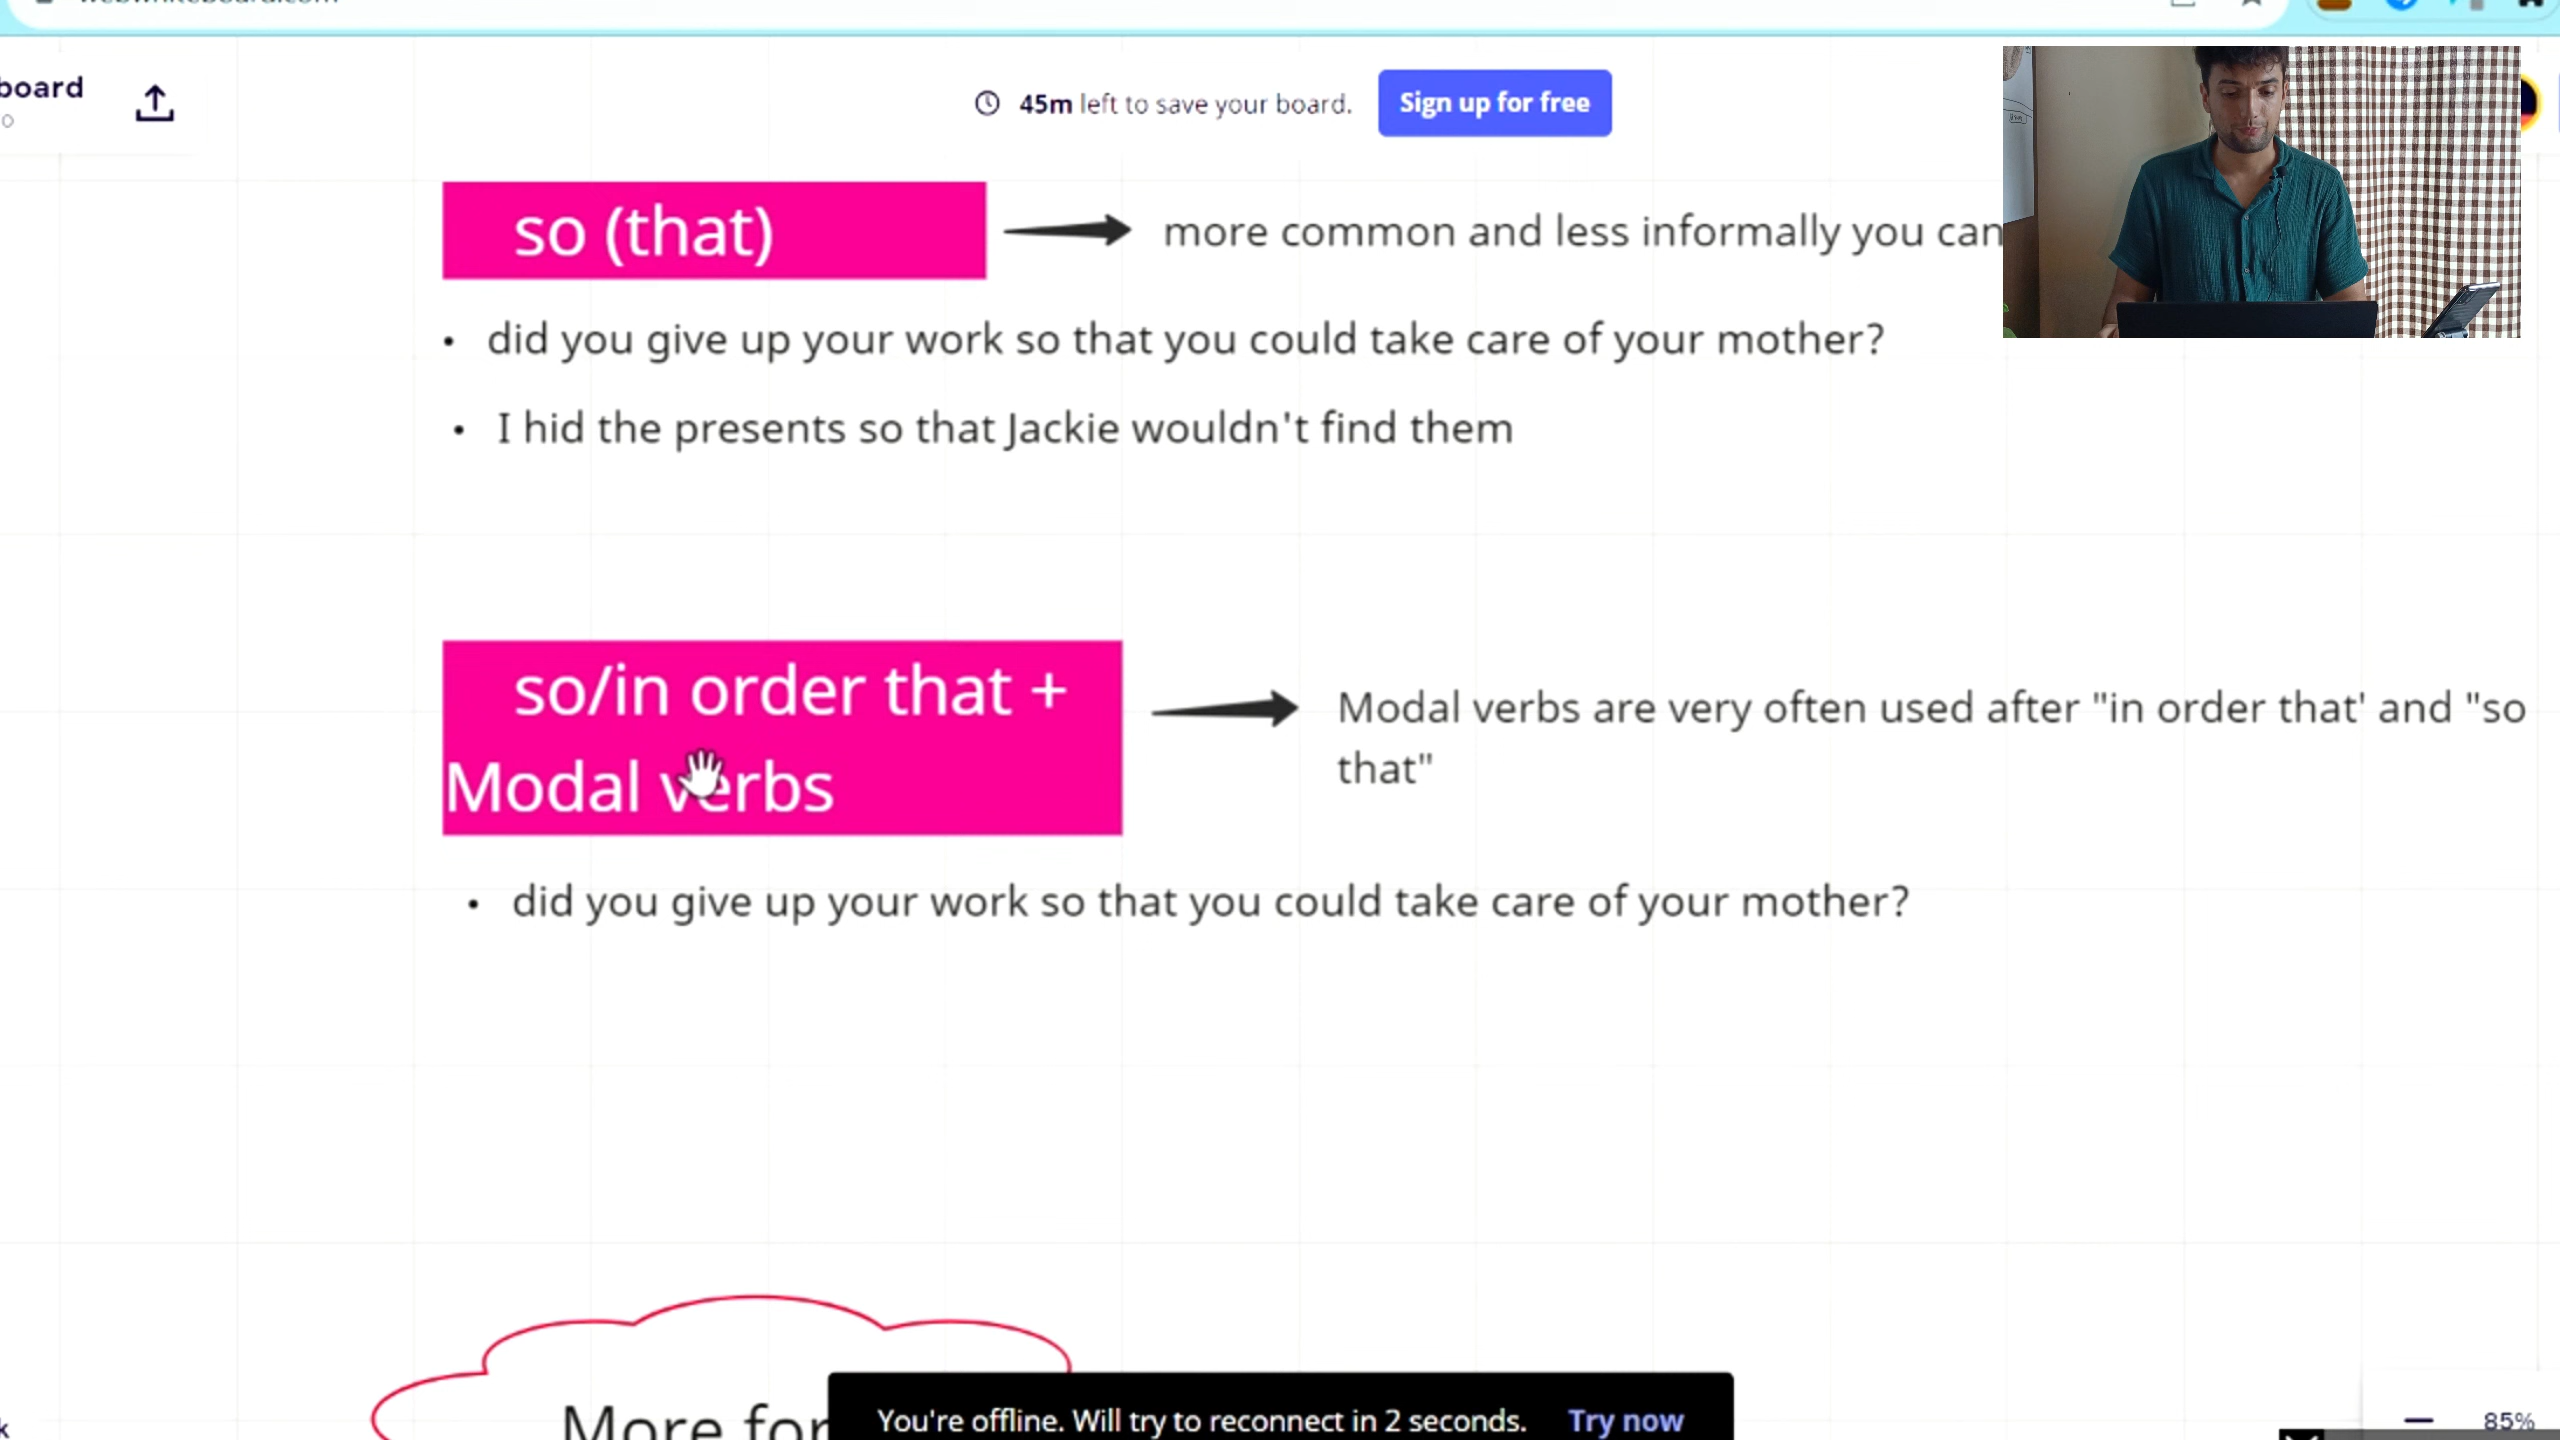 board
45m left to save your board.
Sign up for free
so (that)
more common and less informally you can
• did you give up your work so that you could take care of your mother?
• I hid the presents so that Jackie wouldn't find them
so/in order that +
Modal verbs
Modal verbs are very often used after "in order that' and "so
that"
• did you give up your work so that you could take care of your mother?
More for
You're offline. Will try to reconnect in 2 seconds.
Try now
85%